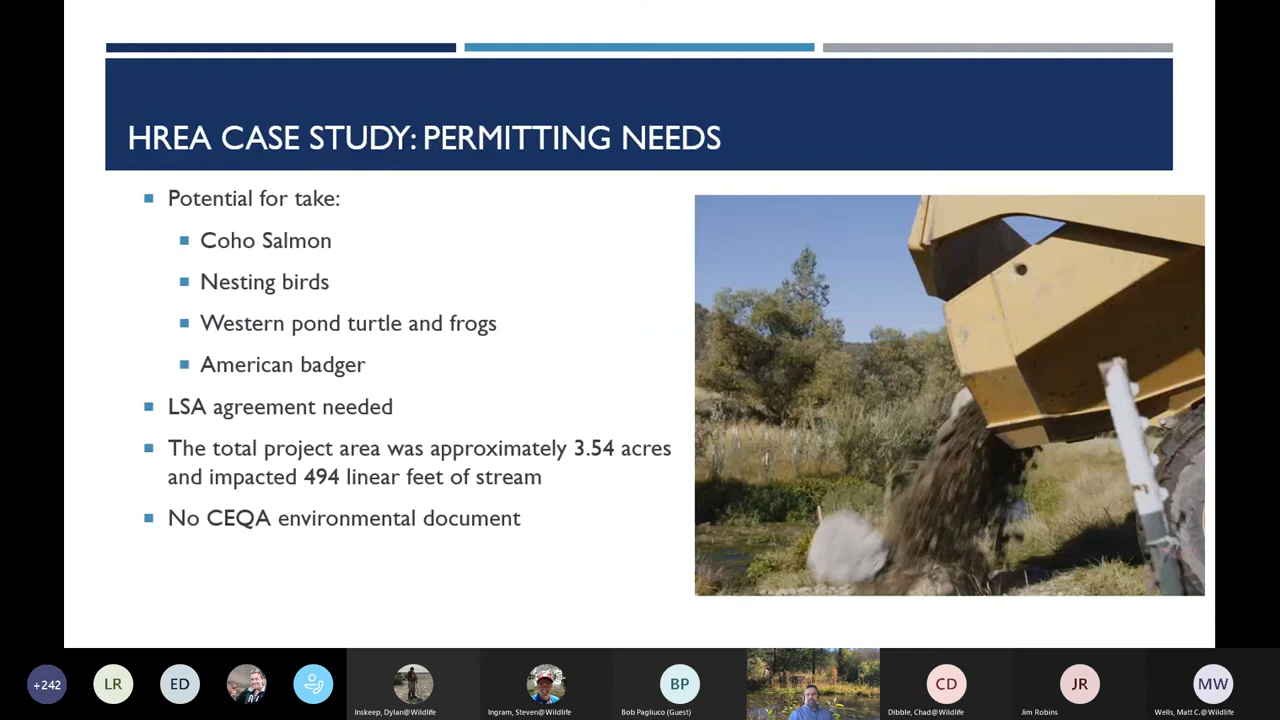 HREA CASE STUDY: PERMITTING NEEDS
Potential for take:
Coho Salmon
Nesting birds
Western pond turtle and frogs
American badger
LSA agreement needed
The total project area was approximately 3.54 acres
and impacted 494 linear feet of stream
No CEQA environmental document
+242
LR
ED
BP
CD
JR
MW
Inskeep, Dylan@Wildlife
Ingram, Steven@Wildlife
Bob Pagliuco (Guest)
Dibble, Chad@Wildlife
Jim Robins
Wells, Matt C.@Wildlife